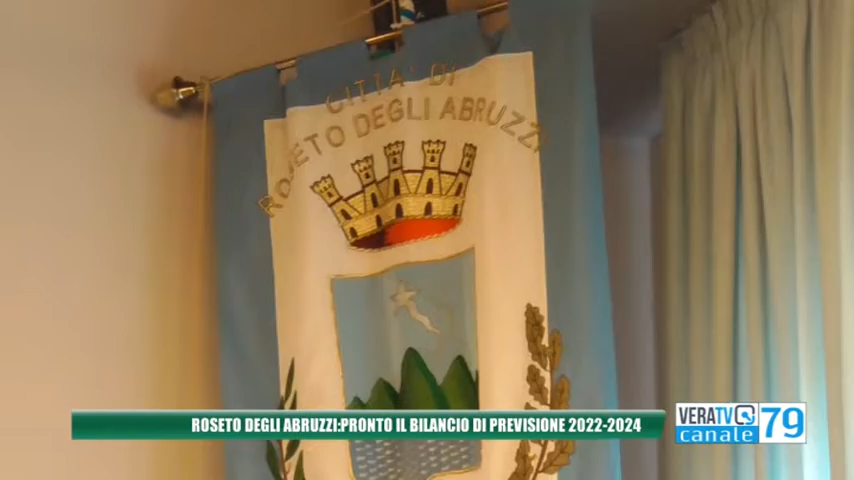 CITTA' DI
ROSETO DEGLI ABRUZZI
ROSETO DEGLI ABRUZZI:PRONTO IL BILANCIO DI PREVISIONE 2022-2024
VERATV
canale
79